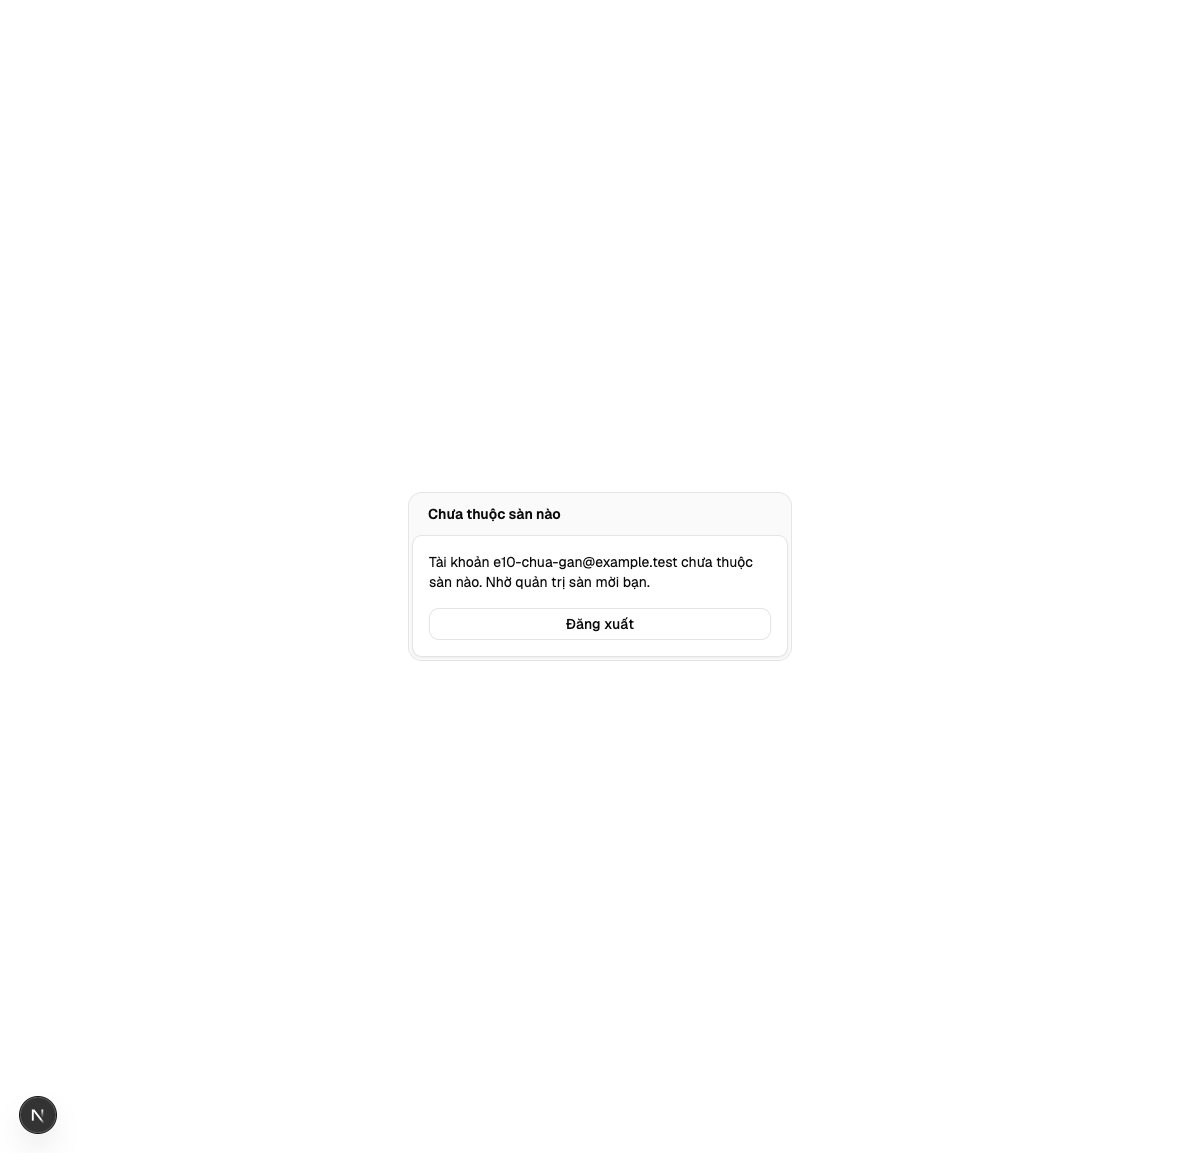 Chưa thuộc sàn nào
Tài khoản e10-chua-gan@example.test chưa thuộc
sàn nào. Nhờ quản trị sàn mời bạn.
Đăng xuất
N